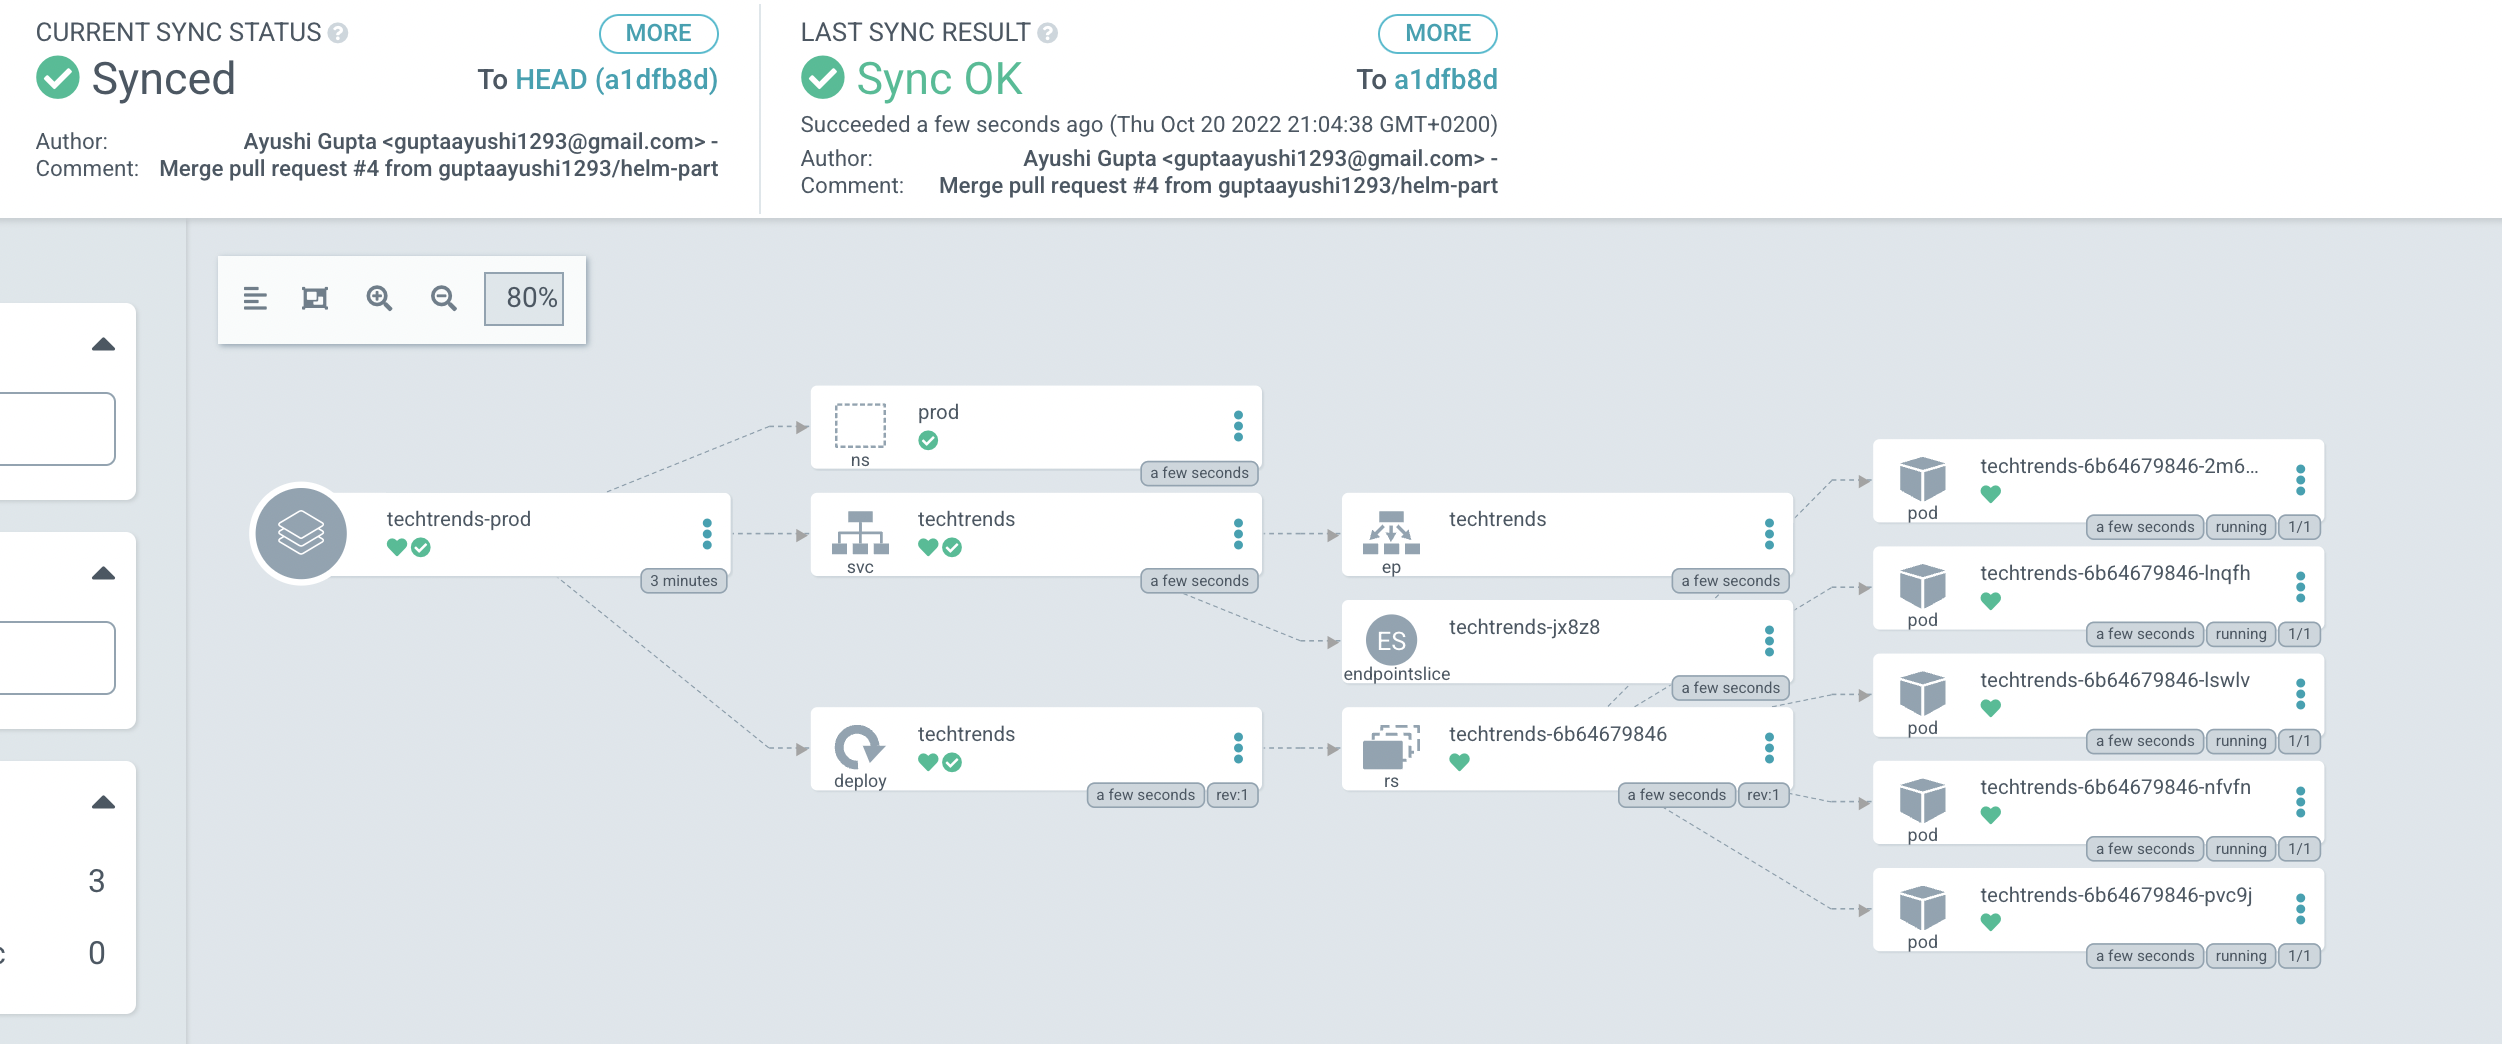 CURRENT SYNC STATUS ?
MORE
Synced
To HEAD (a1dfb8d)
Author: Ayushi Gupta <guptaayushi1293@gmail.com> -
Comment: Merge pull request #4 from guptaayushi1293/helm-part
LAST SYNC RESULT ?
MORE
Sync OK
To a1dfb8d
Succeeded a few seconds ago (Thu Oct 20 2022 21:04:38 GMT+0200)
Author: Ayushi Gupta <guptaayushi1293@gmail.com> -
Comment: Merge pull request #4 from guptaayushi1293/helm-part
80%
3
c 0
techtrends-prod
3 minutes
prod
ns
a few seconds
techtrends
svc
a few seconds
techtrends
deploy
a few seconds rev:1
techtrends
ep
a few seconds
ES
techtrends-jx8z8
endpointslice
a few seconds
techtrends-6b64679846
rs
a few seconds rev:1
techtrends-6b64679846-2m6...
pod
a few seconds running 1/1
techtrends-6b64679846-lnqfh
pod
a few seconds running 1/1
techtrends-6b64679846-lswlv
pod
a few seconds running 1/1
techtrends-6b64679846-nfvfn
pod
a few seconds running 1/1
techtrends-6b64679846-pvc9j
pod
a few seconds running 1/1